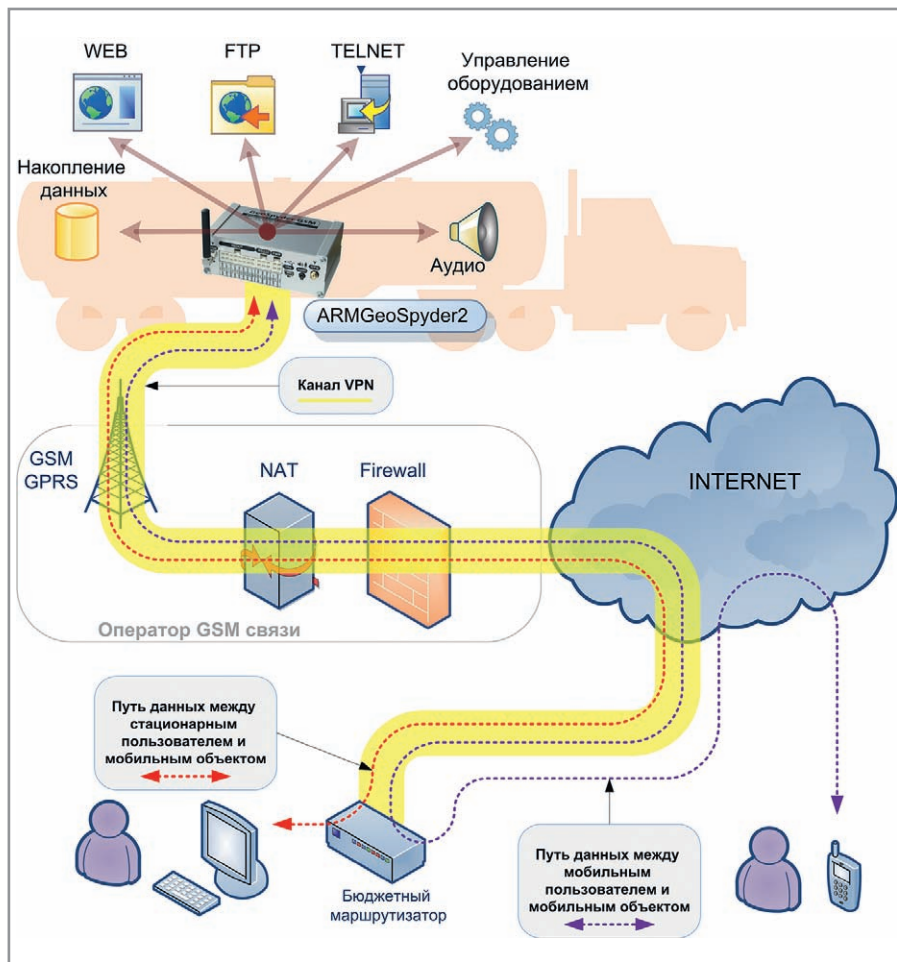 WEB
FTP
TELNET
Управление
оборудованием
Накопление
данных
Аудио
ARMGeoSpyder2
Канал VPN
GSM
GPRS
NAT
Firewall
INTERNET
Оператор GSM связи
Путь данных между
стационарным
пользователем и
мобильным объектом
Бюджетный
маршрутизатор
Путь данных между
мобильным
пользователем и
мобильным объектом